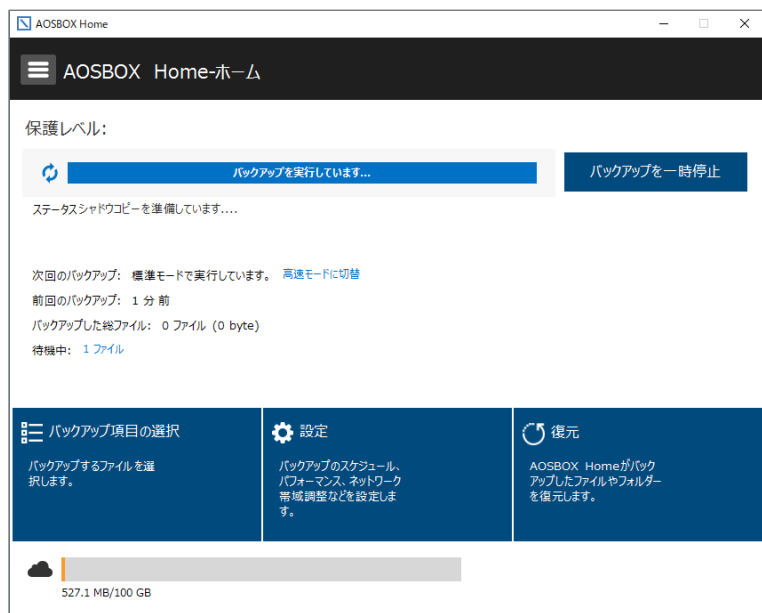 AOSBOX Home
AOSBOX Home-ホーム
保護レベル:
バックアップを実行しています...
バックアップを一時停止
ステータスシャドウコピーを準備しています....
次回のバックアップ: 標準モードで実行しています。 高速モードに切替
前回のバックアップ: 1 分 前
バックアップした総ファイル: 0 ファイル (0 byte)
待機中: 1 ファイル
バックアップ項目の選択
バックアップするファイルを選
択します。
設定
バックアップのスケジュール、
パフォーマンス、ネットワーク
帯域調整などを設定しま
す。
復元
AOSBOX Homeがバック
アップしたファイルやフォルダー
を復元します。
527.1 MB/100 GB